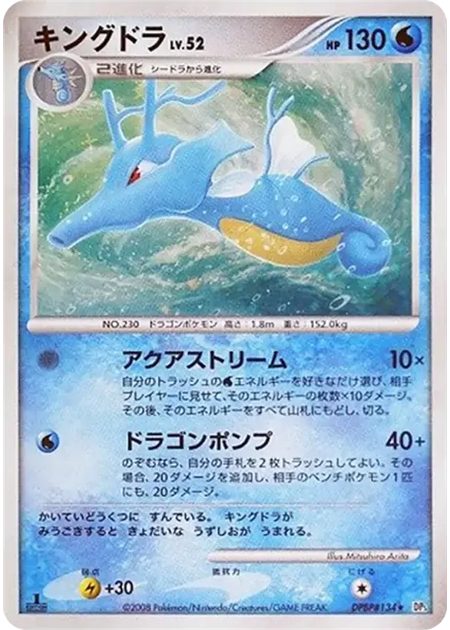 キングドラ LV.52 HP 130
2進化 シードラから進化
NO.230 ドラゴンポケモン 高さ:1.8m 重さ:152.0kg
アクアストリーム 10×
自分のトラッシュのエネルギーを好きなだけ選び、相手
プレイヤーに見せて、そのエネルギーの枚数×10ダメージ。
その後、そのエネルギーをすべて山札にもどし、切る。
ドラゴンポンプ 40+
のぞむなら、自分の手札を2枚トラッシュしてよい。その
場合、20ダメージを追加し、相手のベンチポケモン1匹
にも、20ダメージ。
かいていどうくつに すんでいる。 キングドラが
みうごきすると きょだいな うずしおが うまれる。
Illus.Mitsuhiro Arita
弱点 抵抗力 にげる
+30
1
©2008 Pokémon/Nintendo/Creatures/GAME FREAK. DPBP#134★ DP5